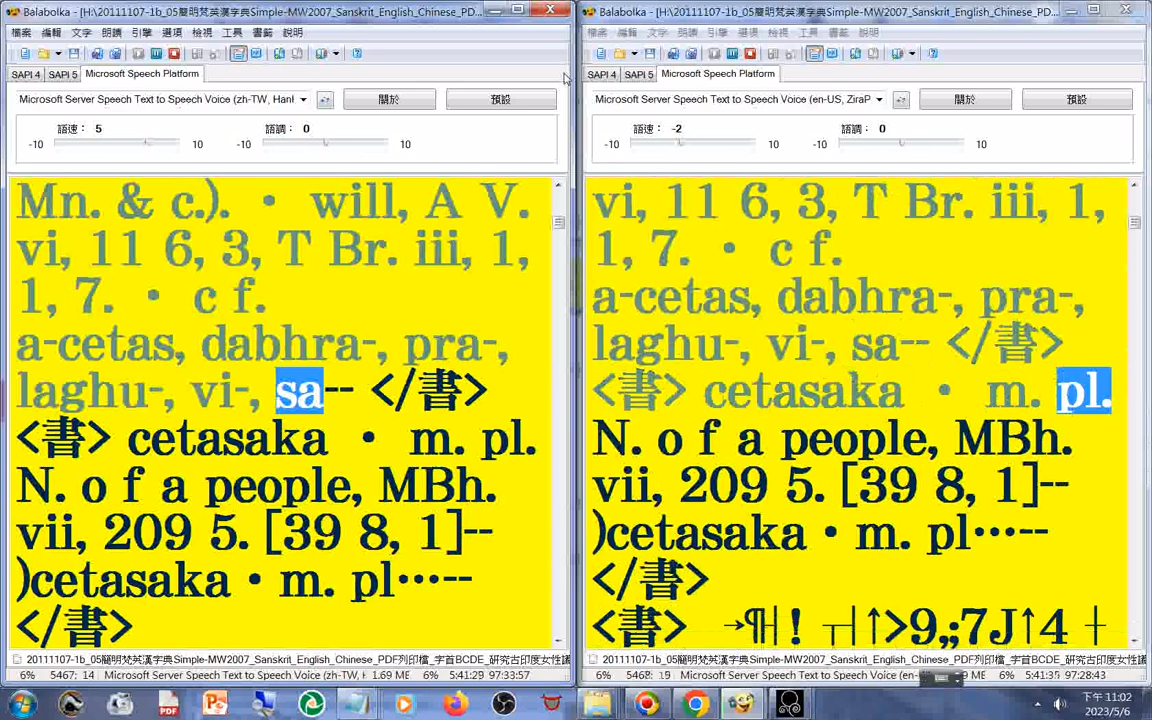 Balabolka - [H:\20111107-1b_05簡明梵英漢字典Simple-MW2007_Sanskrit_English_Chinese_PD...
檔案 編輯 文字 朗讀 引擎 選項 檢視 工具 書籤 說明
SAPI 4 SAPI 5 Microsoft Speech Platform
Microsoft Server Speech Text to Speech Voice (zh-TW, Hanl 關於 預設
語速： 5 語調： 0
-10 10 -10 10
Mn. & c.). • will, A V.
vi, 11 6, 3, T Br. iii, 1,
1, 7. • c f.
a-cetas, dabhra-, pra-,
laghu-, vi-, sa-- </書>
<書> cetasaka • m. pl.
N. o f a people, MBh.
vii, 209 5. [39 8, 1]--
)cetasaka • m. pl…--
</書>
20111107-1b_05簡明梵英漢字典Simple-MW2007_Sanskrit_English_Chinese_PDF列印檔_字首BCDE_研究古印度女性議
6% 5467: 14 Microsoft Server Speech Text to Speech Voice (zh-TW, H 1.69 MB 6% 5:41:29 97:33:57
Balabolka - [H:\20111107-1b_05簡明梵英漢字典Simple-MW2007_Sanskrit_English_Chinese_PD...
檔案 編輯 文字 朗讀 引擎 選項 檢視 工具 書籤 說明
SAPI 4 SAPI 5 Microsoft Speech Platform
Microsoft Server Speech Text to Speech Voice (en-US, ZiraP 關於 預設
語速： -2 語調： 0
-10 10 -10 10
vi, 11 6, 3, T Br. iii, 1,
1, 7. • c f.
a-cetas, dabhra-, pra-,
laghu-, vi-, sa-- </書>
<書> cetasaka • m. pl.
N. o f a people, MBh.
vii, 209 5. [39 8, 1]--
)cetasaka • m. pl…--
</書>
<書> →¶┤! ┬┤↑>9,;7J↑4 ┼
20111107-1b_05簡明梵英漢字典Simple-MW2007_Sanskrit_English_Chinese_PDF列印檔_字首BCDE_研究古印度女性議
6% 5468: 19 Microsoft Server Speech Text to Speech Voice (en- ME 6% 5:41:35 97:28:43
PDF
下午 11:02
2023/5/6